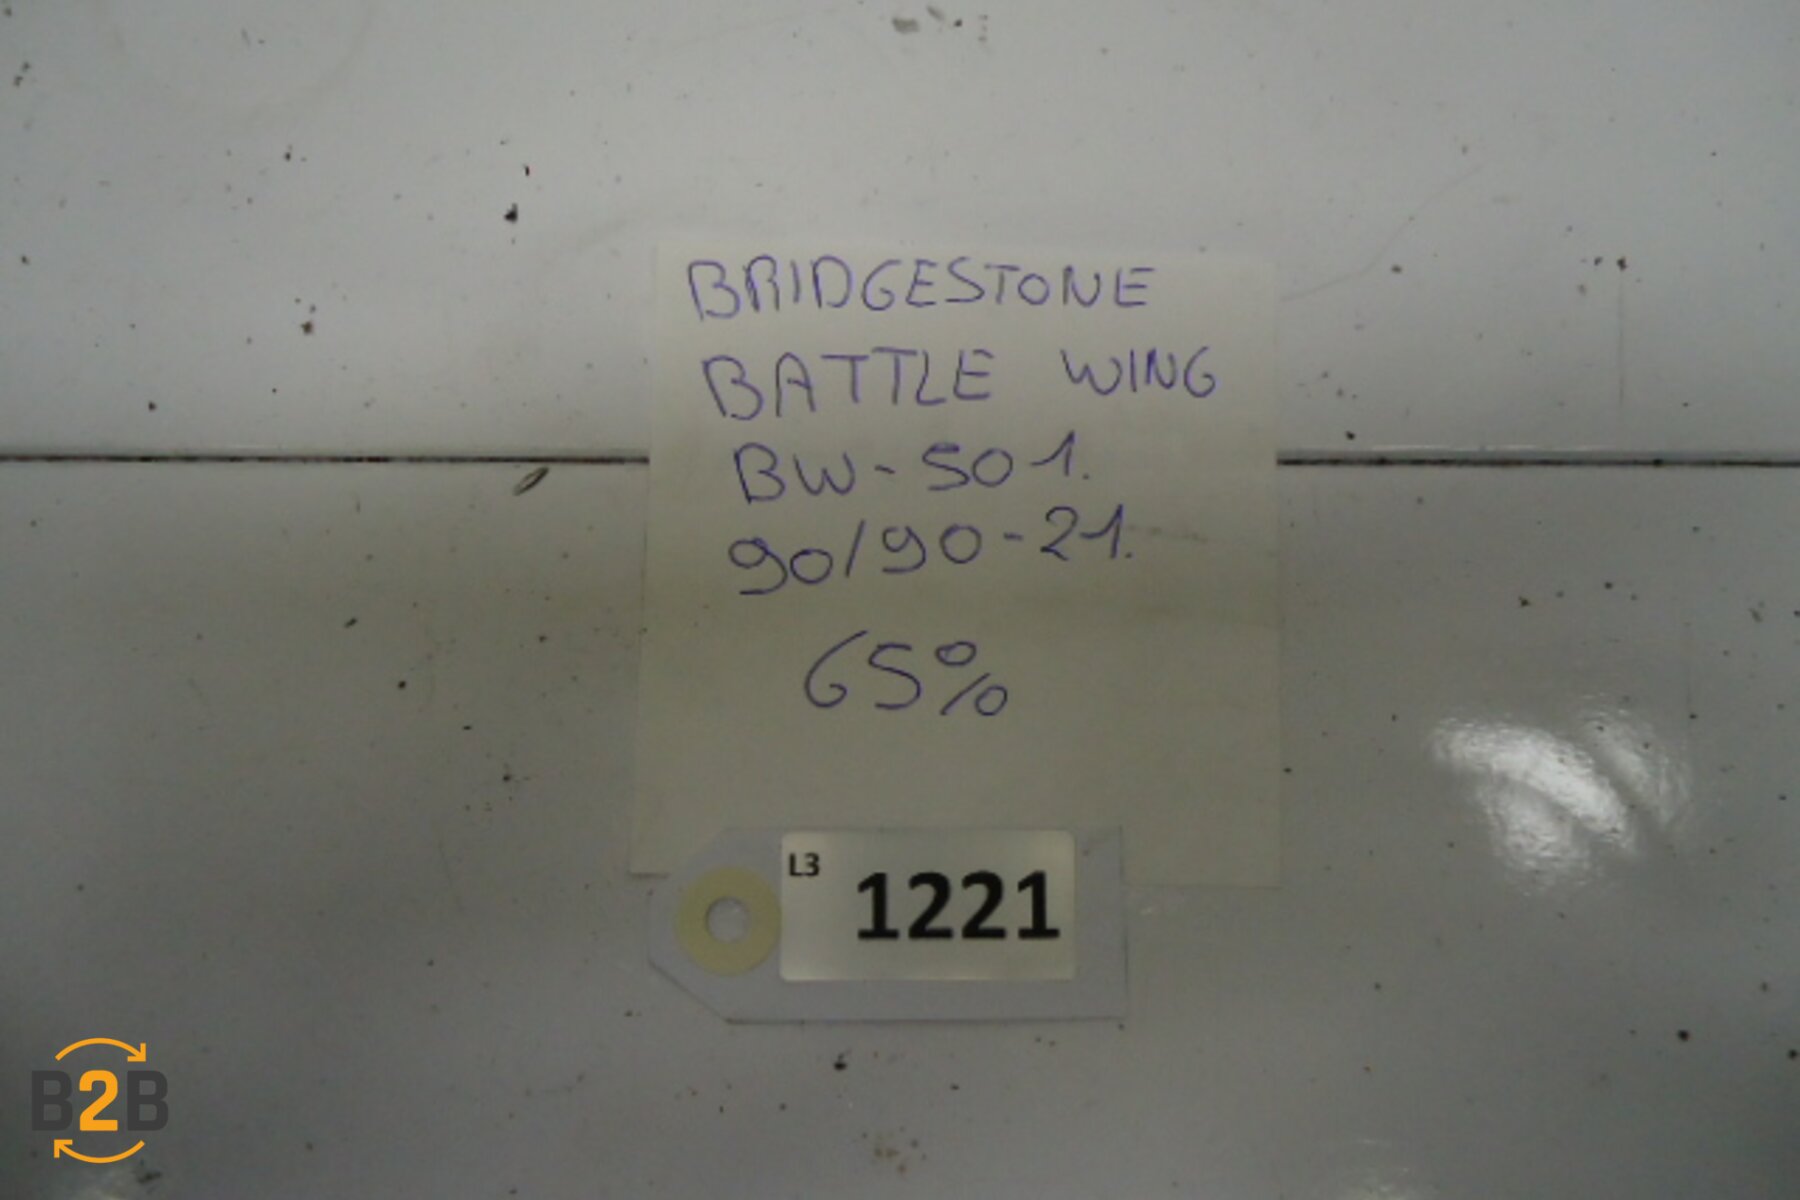 BRIDGESTONE
BATTLE WING
BW-501.
90/90-21.
65%
L3
1221
B2B